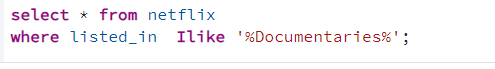 select * from netflix
where listed_in  Ilike '%Documentaries%';